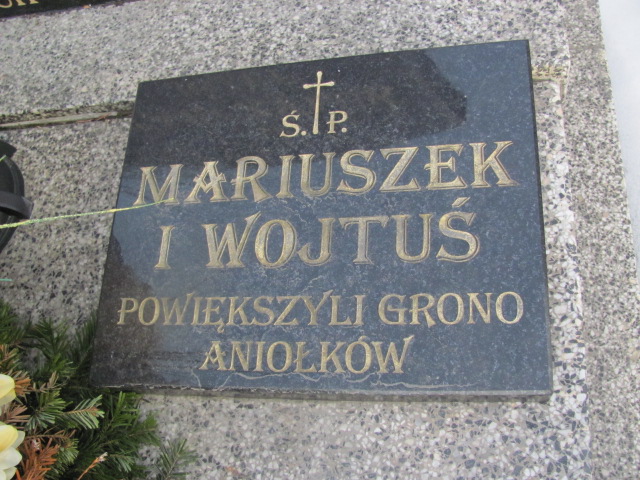 Ś.P.
MARIUSZEK
I WOJTUŚ
POWIĘKSZYLI GRONO
ANIOŁKÓW